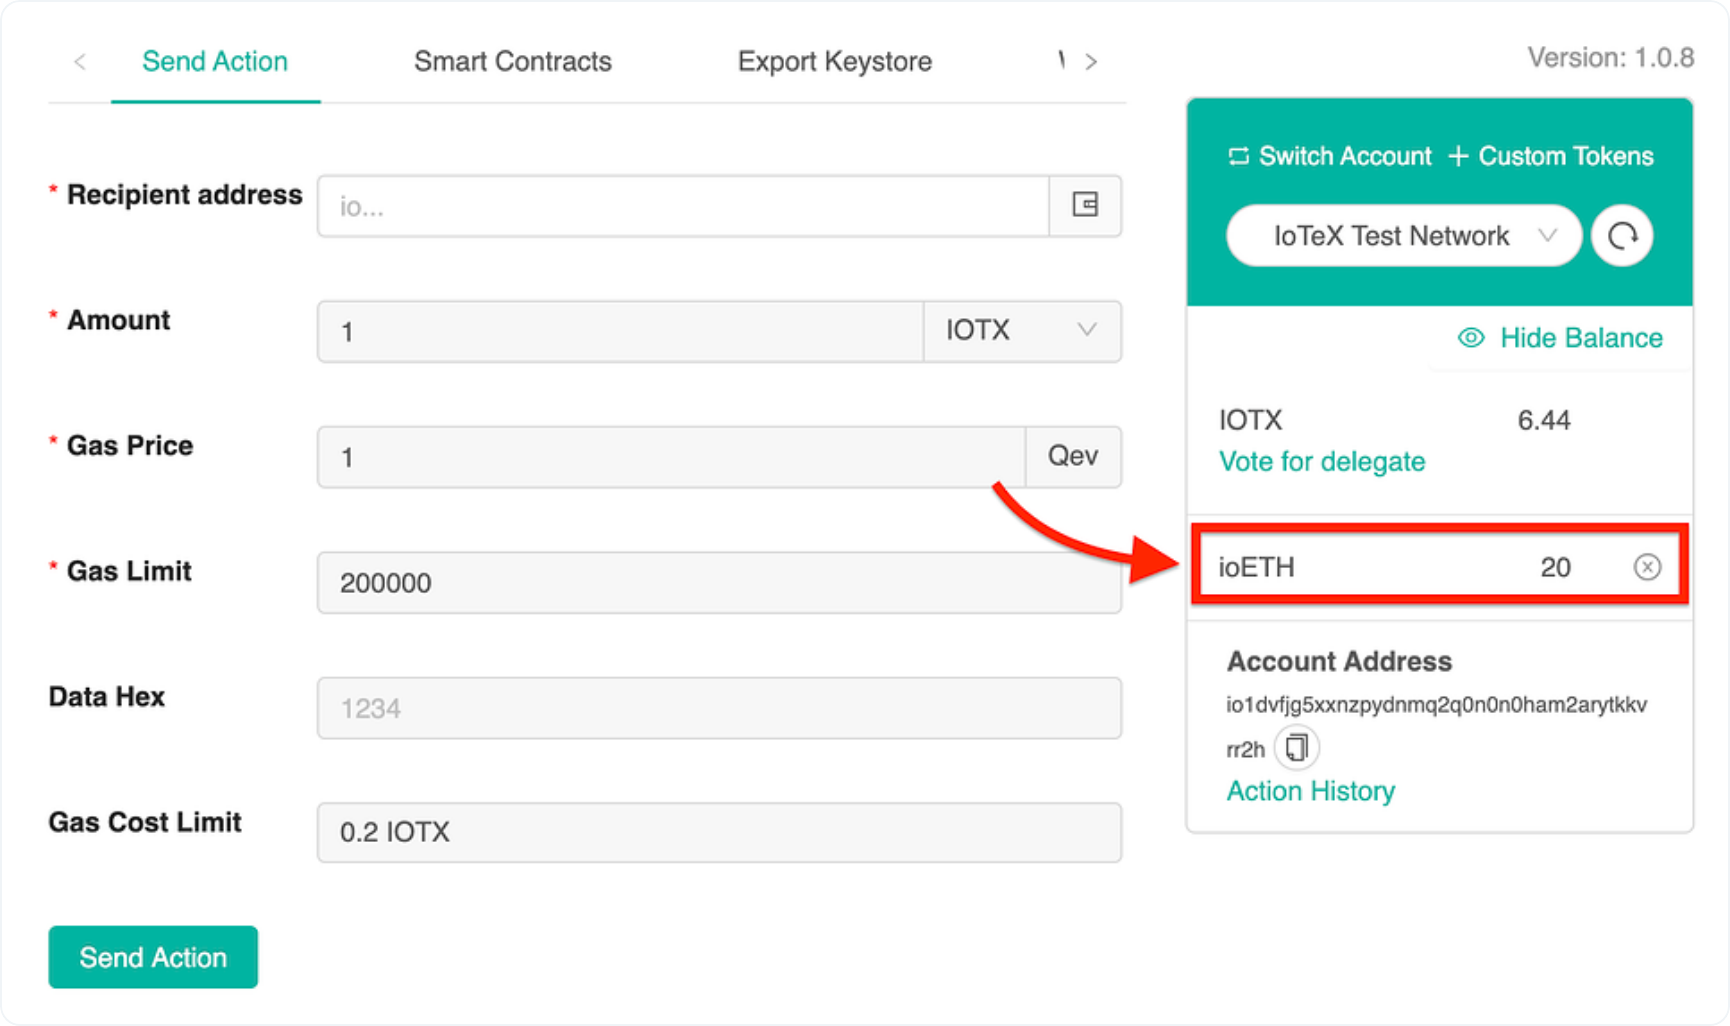 Send Action Smart Contracts Export Keystore
Version: 1.0.8
* Recipient address io...
* Amount 1 IOTX
* Gas Price 1 Qev
* Gas Limit 200000
Data Hex 1234
Gas Cost Limit 0.2 IOTX
Send Action
Switch Account + Custom Tokens
IoTeX Test Network
Hide Balance
IOTX 6.44
Vote for delegate
ioETH 20
Account Address
io1dvfjg5xxnzpydnmq2q0n0n0ham2arytkkv
rr2h
Action History